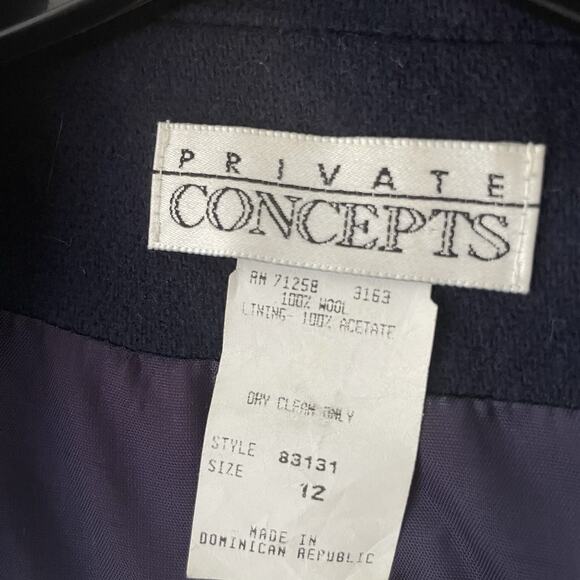 PRIVATE
CONCEPTS
RN 71258 3163
100% WOOL
LINING- 100% ACETATE
DRY CLEAN ONLY
STYLE 83131
SIZE 12
MADE IN
DOMINICAN REPUBLIC